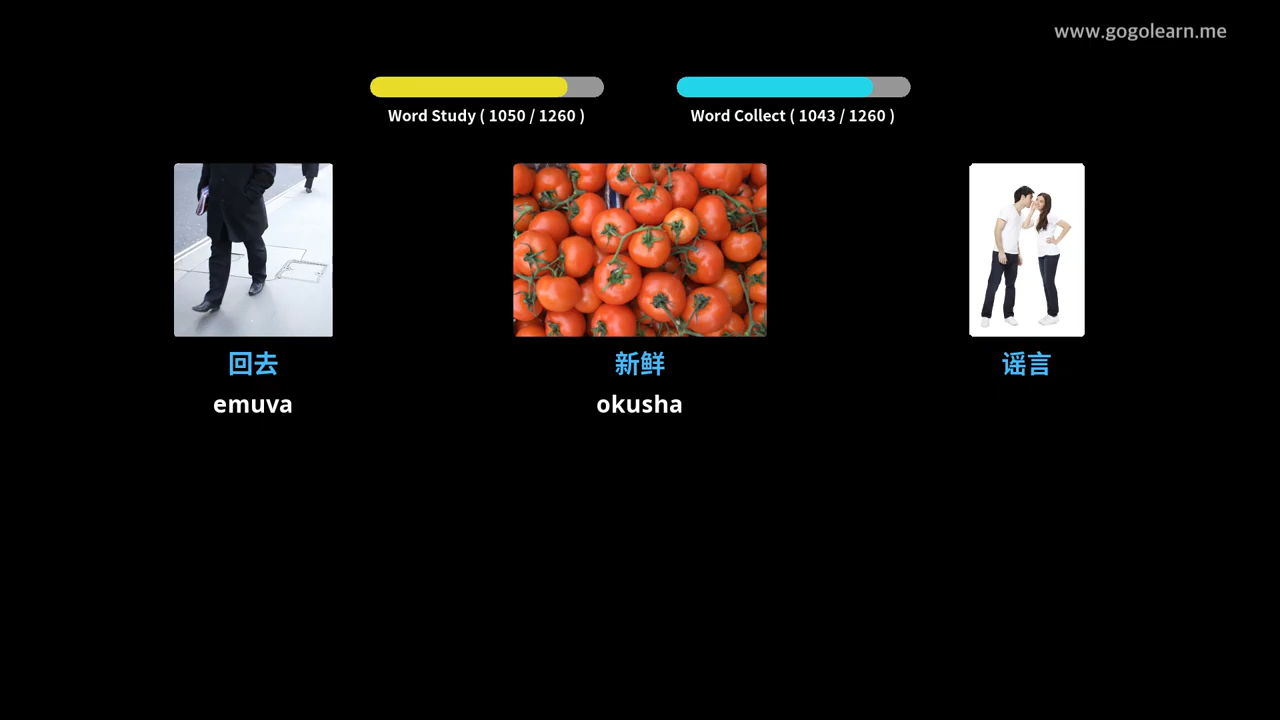 www.gogolearn.me
Word Study ( 1050 / 1260 )
Word Collect ( 1043 / 1260 )
回去
新鲜
谣言
emuva
okusha